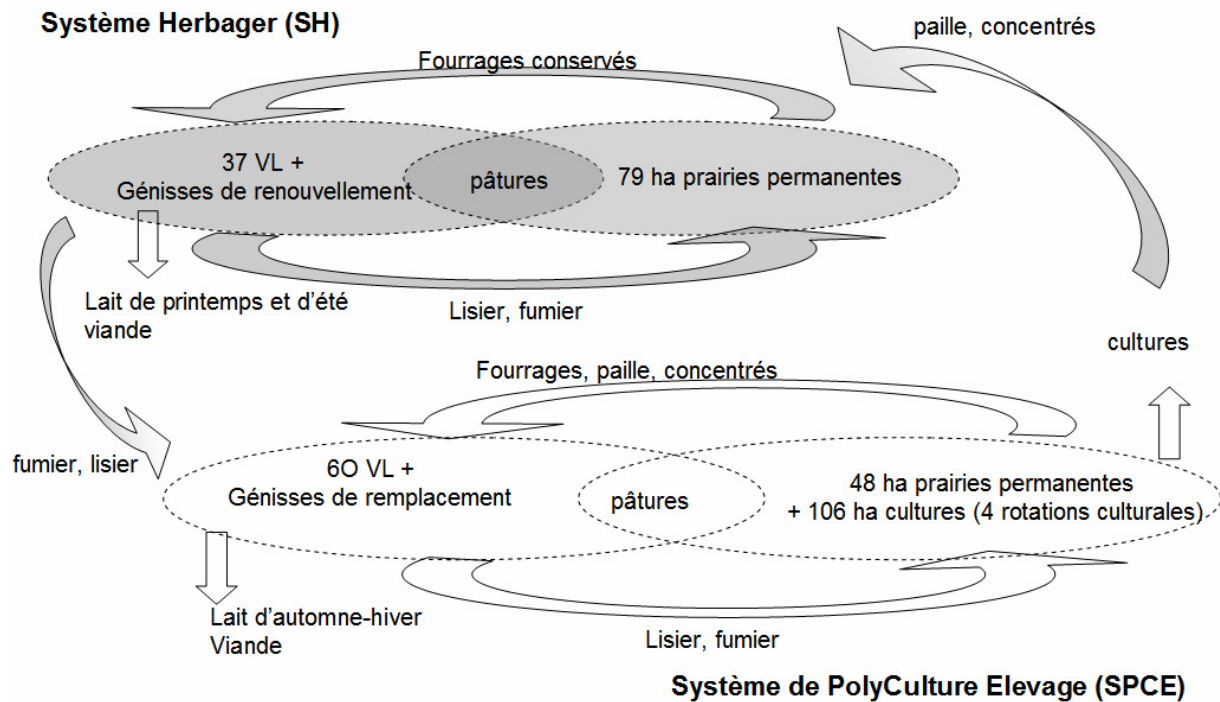 Système Herbager (SH)
paille, concentrés
Fourrages conservés
37 VL +
Génisses de renouvellement
pâtures
79 ha prairies permanentes
Lait de printemps et d'été
viande
Lisier, fumier
cultures
Fourrages, paille, concentrés
fumier, lisier
6O VL +
Génisses de remplacement
pâtures
48 ha prairies permanentes
+ 106 ha cultures (4 rotations culturales)
Lait d'automne-hiver
Viande
Lisier, fumier
Système de PolyCulture Elevage (SPCE)